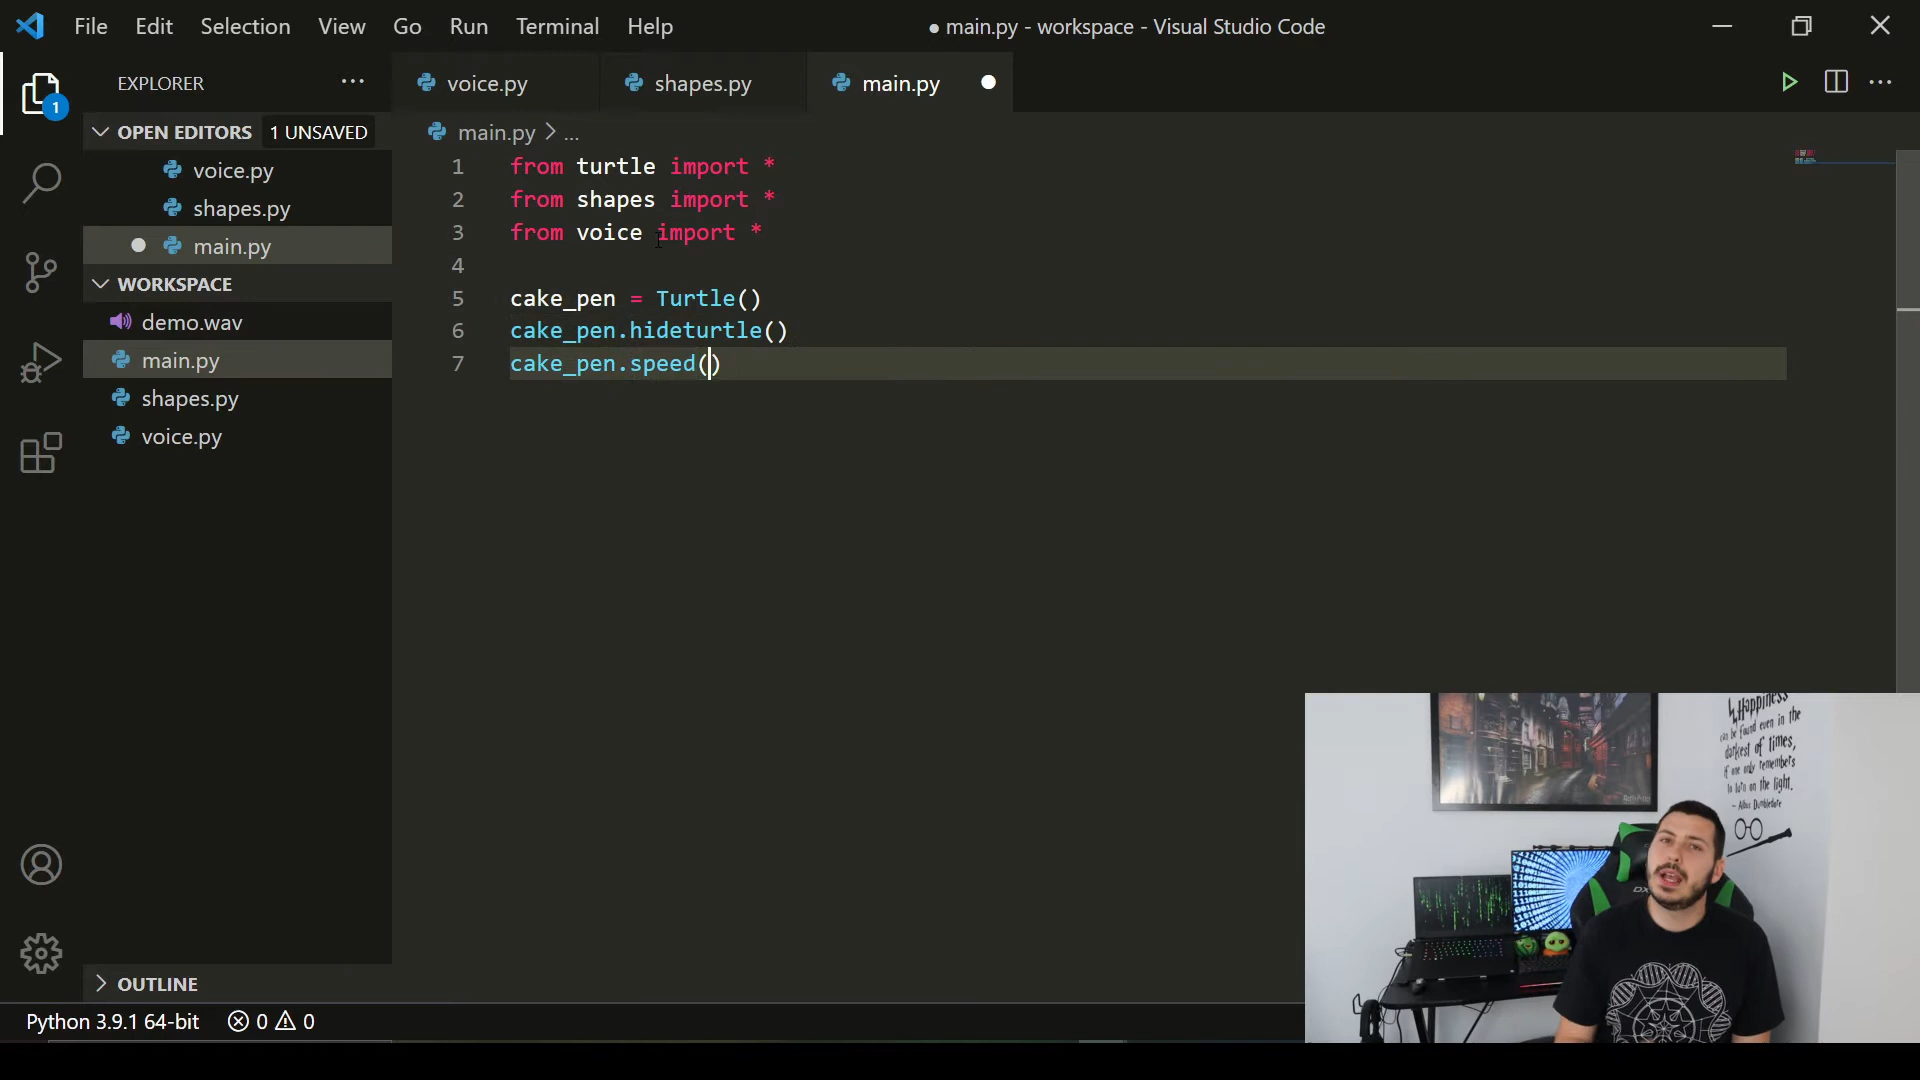 File Edit Selection View Go Run Terminal Help
● main.py - workspace - Visual Studio Code
EXPLORER
voice.py
shapes.py
main.py
1
OPEN EDITORS 1 UNSAVED
voice.py
shapes.py
main.py
WORKSPACE
demo.wav
main.py
shapes.py
voice.py
OUTLINE
main.py > ...
1 from turtle import *
2 from shapes import *
3 from voice import *
4
5 cake_pen = Turtle()
6 cake_pen.hideturtle()
7 cake_pen.speed()
Happiness
can be found even in the
darkest of times,
if one only remembers
to turn on the light.
- Albus Dumbledore
DX
Python 3.9.1 64-bit 0 0